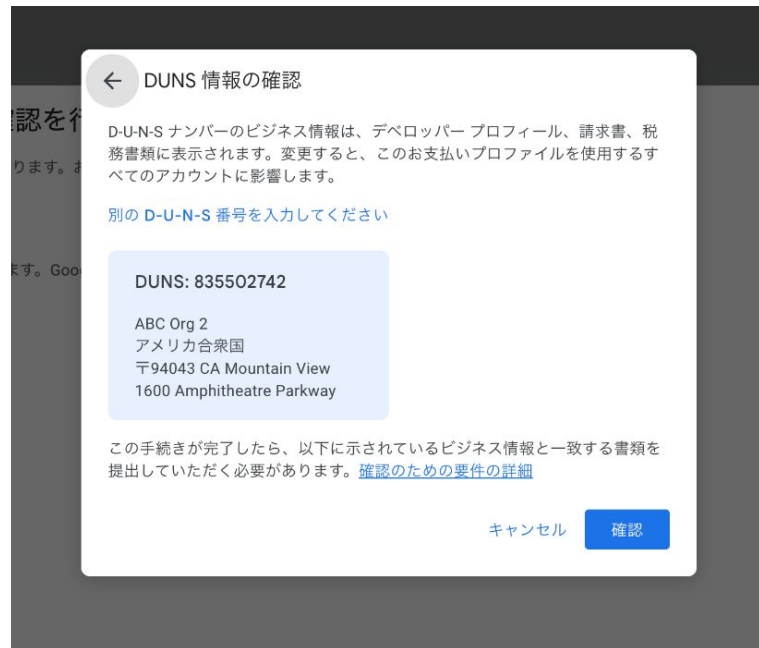 DUNS 情報の確認
認を行
D-U-N-S ナンバーのビジネス情報は、デベロッパー プロフィール、請求書、税
務書類に表示されます。変更すると、このお支払いプロファイルを使用するす
べてのアカウントに影響します。
ります。お
別の D-U-N-S 番号を入力してください
ます。Goo
DUNS: 835502742
ABC Org 2
アメリカ合衆国
〒94043 CA Mountain View
1600 Amphitheatre Parkway
この手続きが完了したら、以下に示されているビジネス情報と一致する書類を
提出していただく必要があります。確認のための要件の詳細
キャンセル
確認